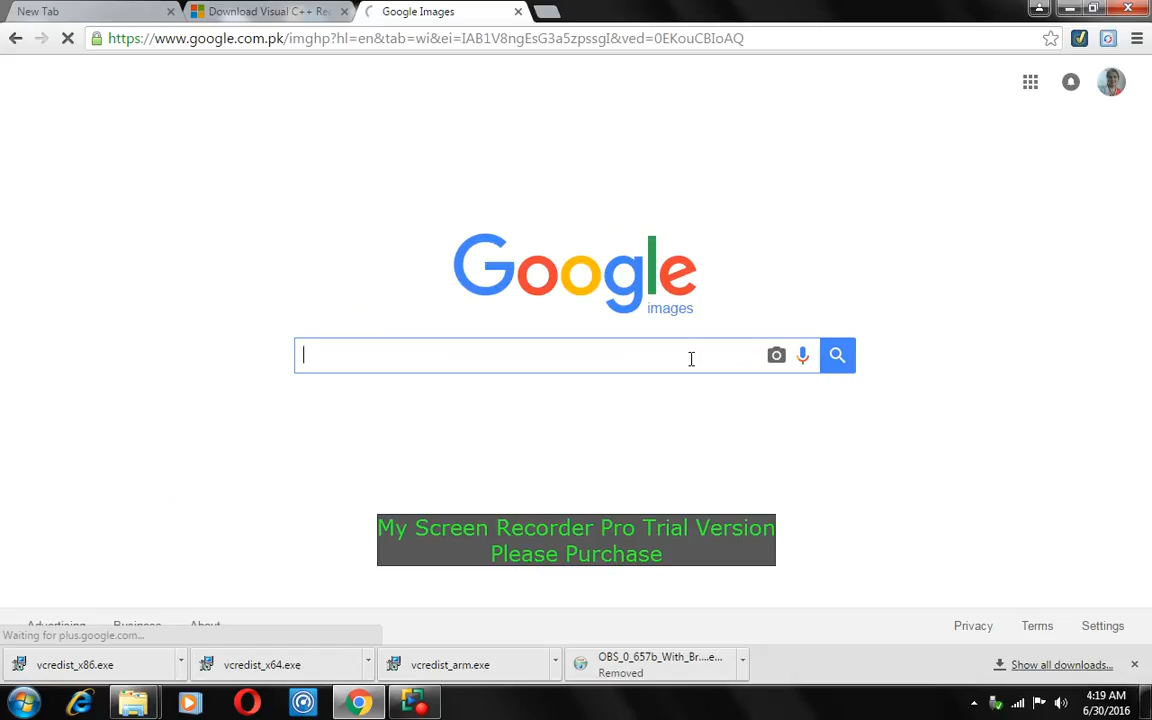 New Tab
Download Visual C++ Re
Google Images
https://www.google.com.pk/imghp?hl=en&tab=wi&ei=IAB1V8ngEsG3a5zpssgI&ved=0EKouCBIoAQ
Google
images
My Screen Recorder Pro Trial Version
Please Purchase
Advertising Business About
Privacy Terms Settings
Waiting for plus.google.com...
vcredist_x86.exe
vcredist_x64.exe
vcredist_arm.exe
OBS_0_657b_With_Br....e...
Removed
Show all downloads...
4:19 AM
6/30/2016